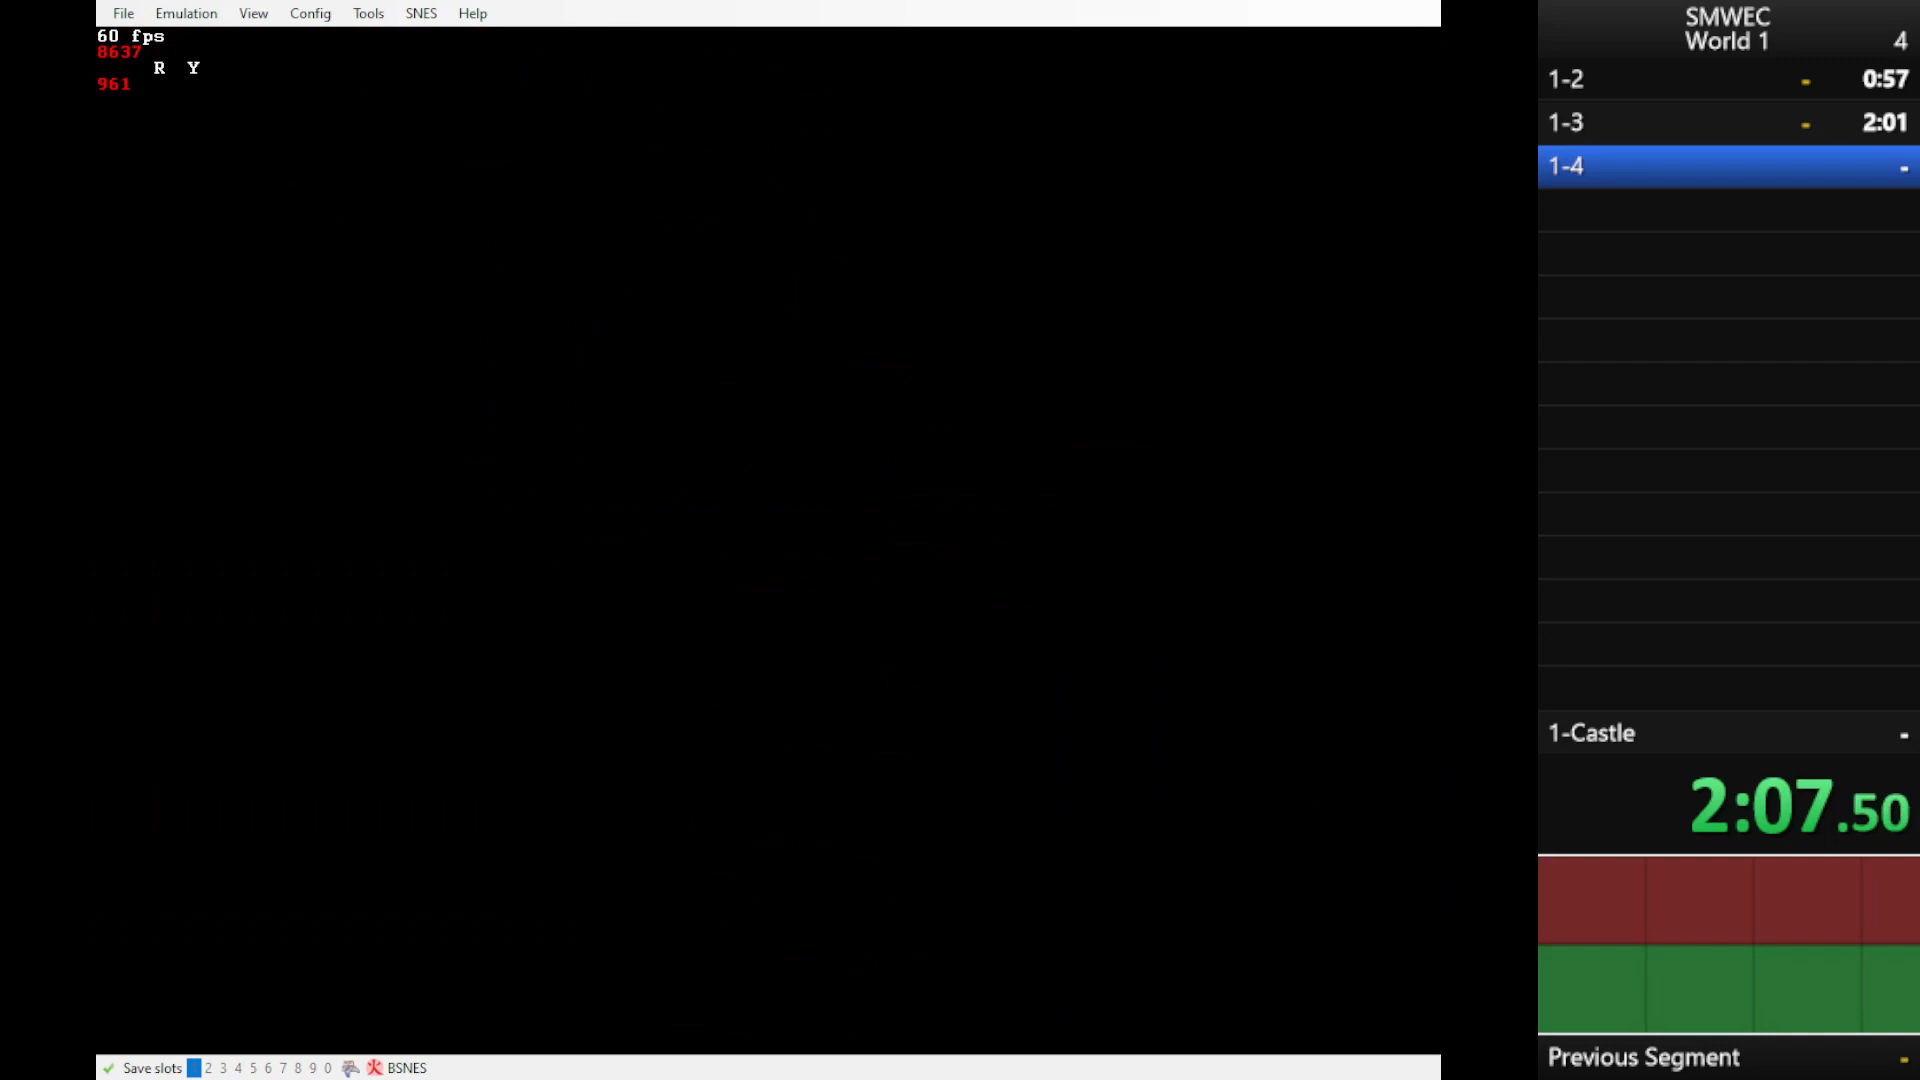 File Emulation View Config Tools SNES Help
60 fps
8637
R Y
961
SMWEC
World 1 4
1-2 - 0:57
1-3 - 2:01
1-4 -
1-Castle -
2:07.50
Previous Segment -
Save slots 2 3 4 5 6 7 8 9 0 火 BSNES